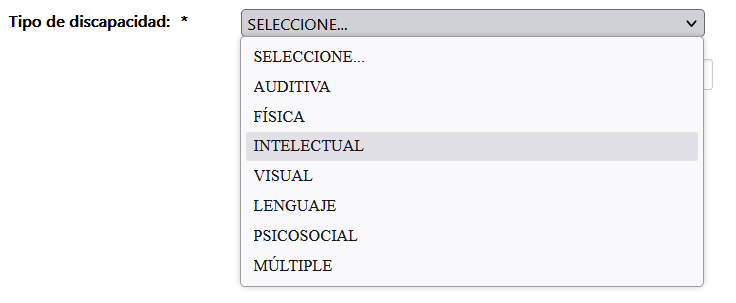 Tipo de discapacidad: *
SELECCIONE...
SELECCIONE...
AUDITIVA
FÍSICA
INTELECTUAL
VISUAL
LENGUAJE
PSICOSOCIAL
MÚLTIPLE